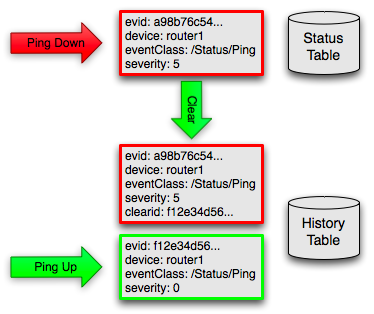 Ping Down
evid: a98b76c54...
device: router1
eventClass: /Status/Ping
severity: 5
Status
Table
Clear
evid: a98b76c54...
device: router1
eventClass: /Status/Ping
severity: 5
clearid: f12e34d56...
History
Table
Ping Up
evid: f12e34d56...
device: router1
eventClass: /Status/Ping
severity: 0